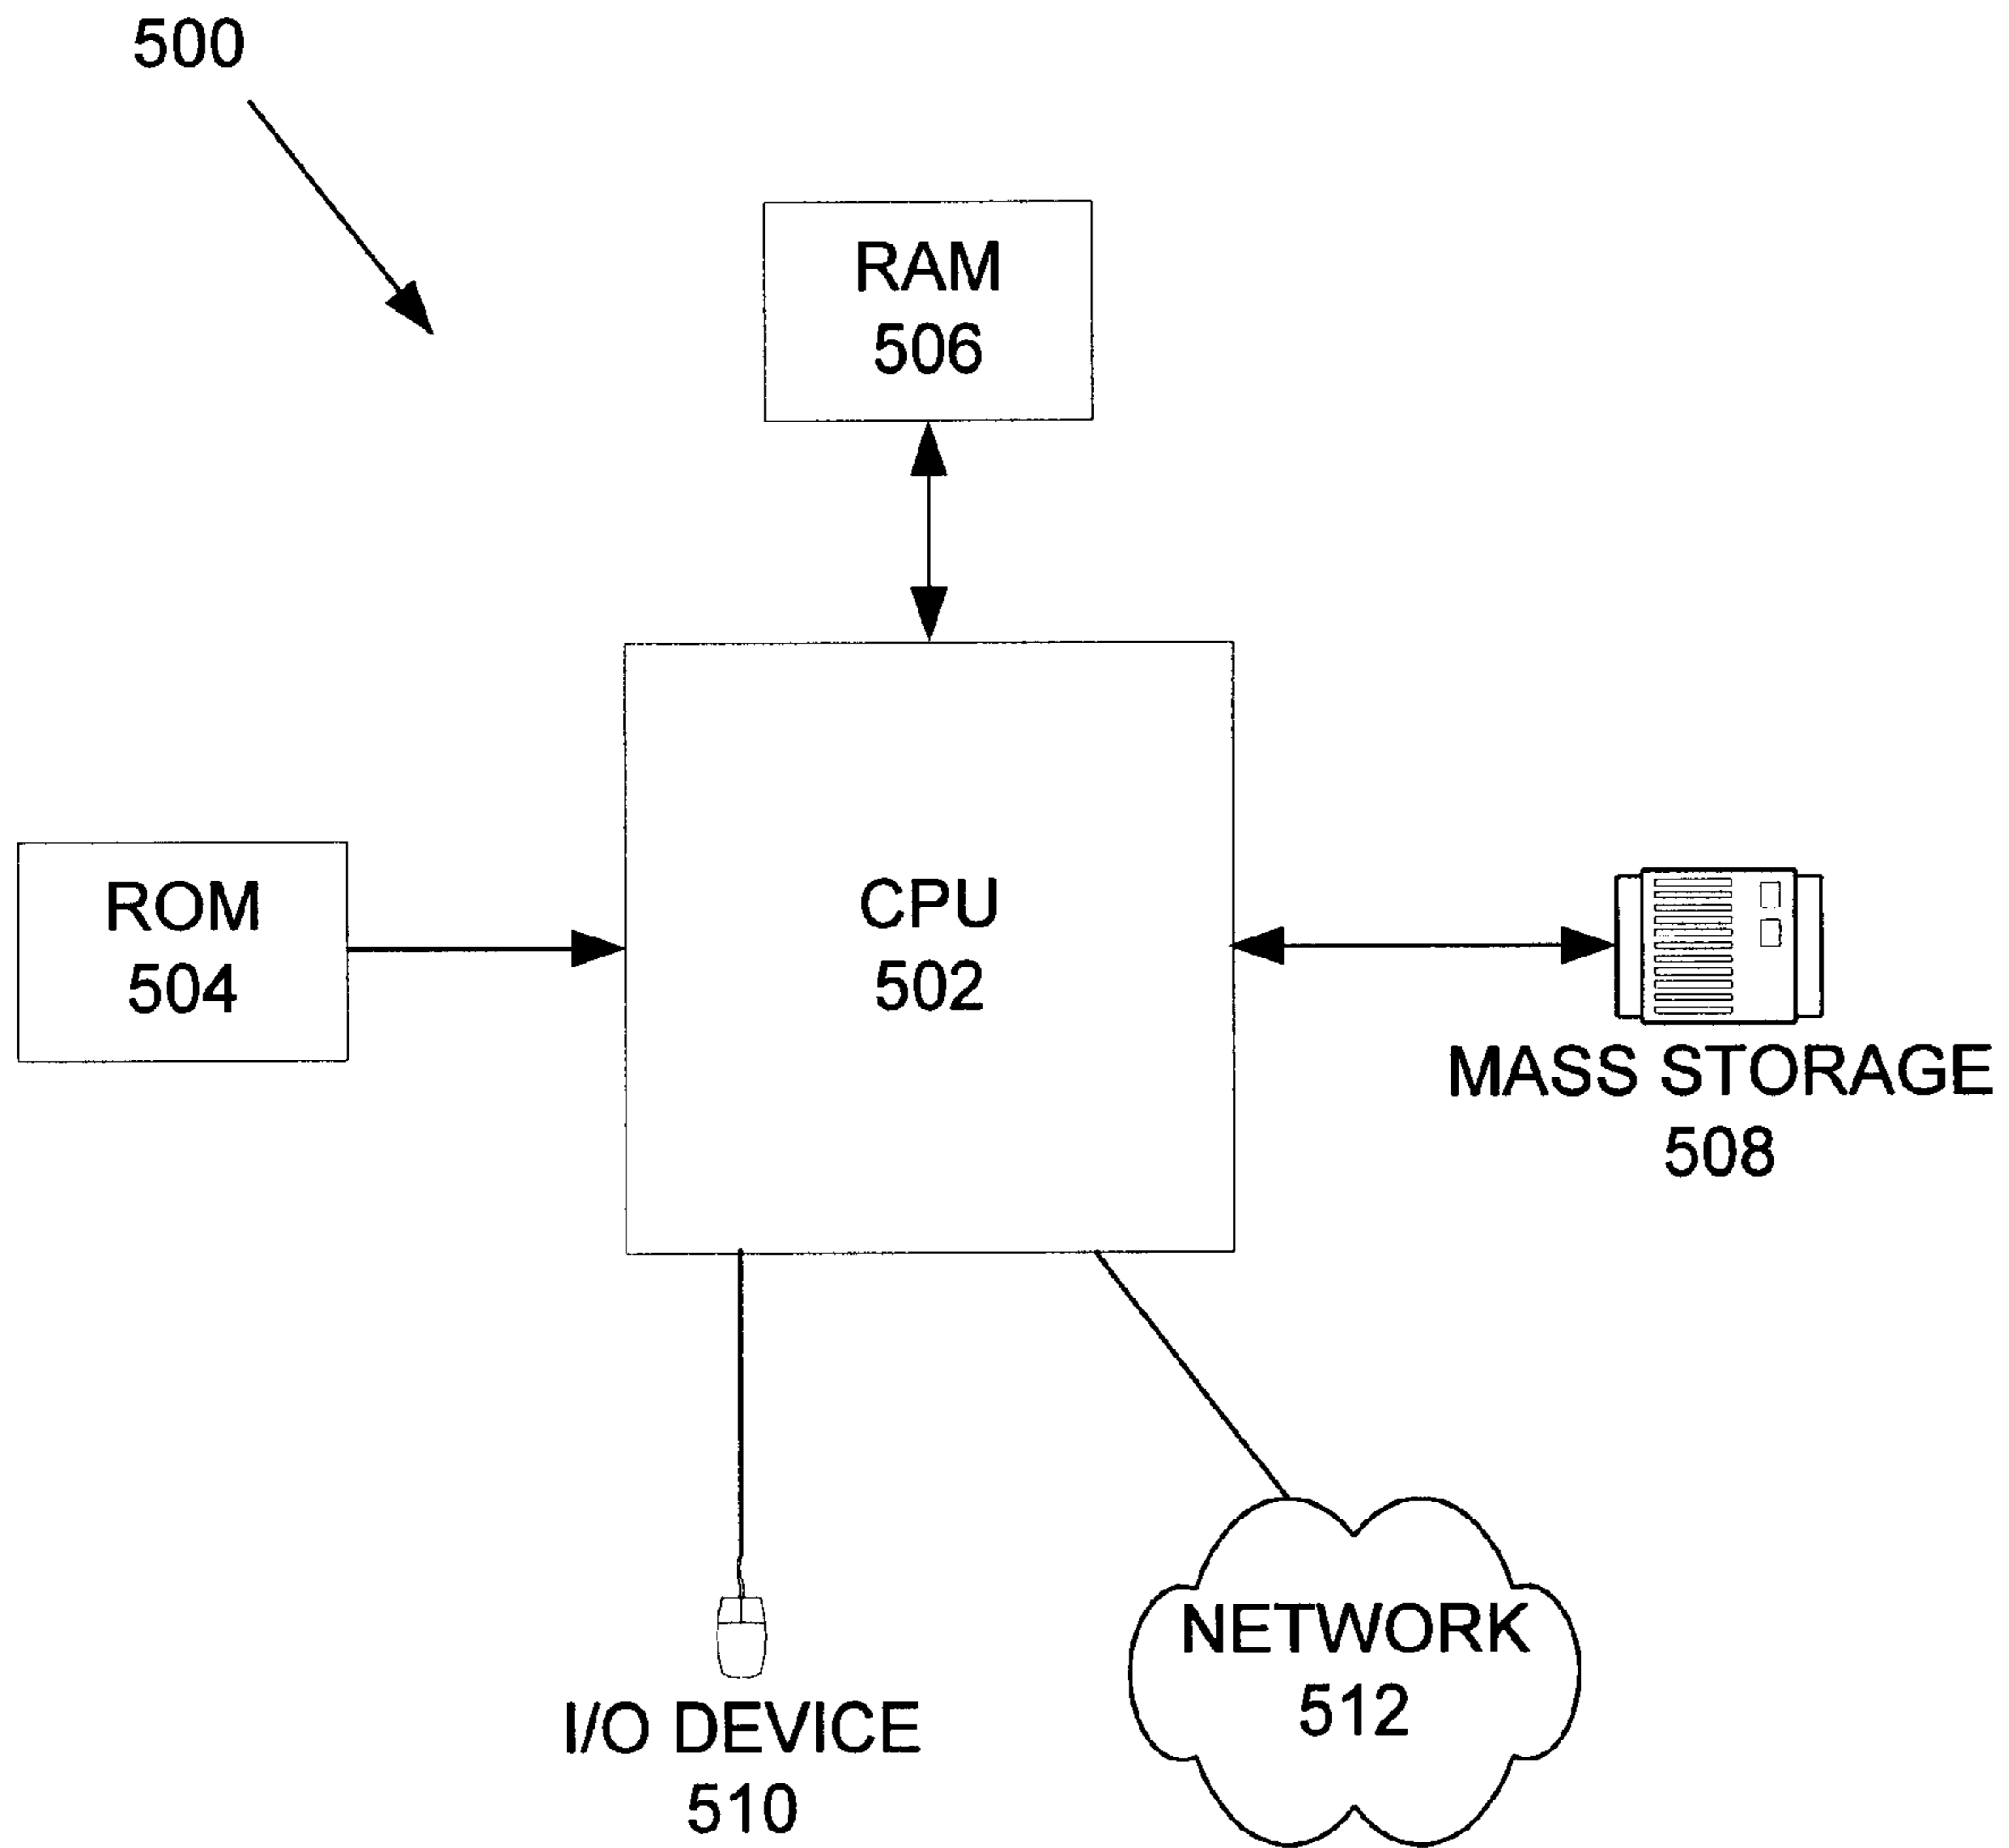 500
RAM
506
ROM
504
CPU
502
MASS STORAGE
508
I/O DEVICE
510
NETWORK
512